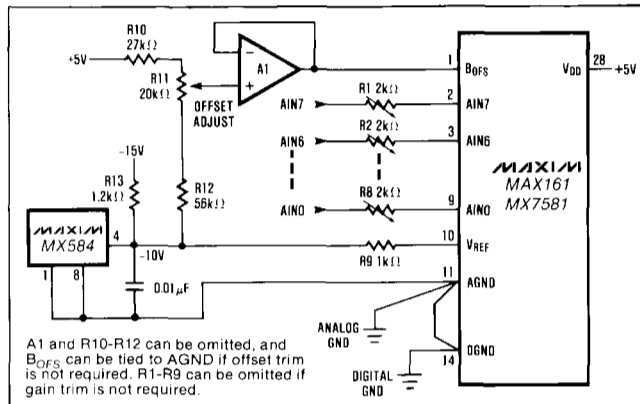 R10
27kΩ
+5V
R11
20kΩ
OFFSET
ADJUST
−
+
A1
−15V
R13
1.2kΩ
R12
56kΩ
MAXIM
MX584
4
1
8
−10V
0.01µF
AIN7
R1 2kΩ
AIN6
R2 2kΩ
AIN0
R8 2kΩ
R9 1kΩ
ANALOG
GND
DIGITAL
GND
1
BOFS
2
AIN7
3
AIN6
9
AIN0
10
VREF
11
AGND
14
DGND
VDD
28
+5V
MAXIM
MAX161
MX7581
A1 and R10-R12 can be omitted, and
BOFS can be tied to AGND if offset trim
is not required. R1-R9 can be omitted if
gain trim is not required.